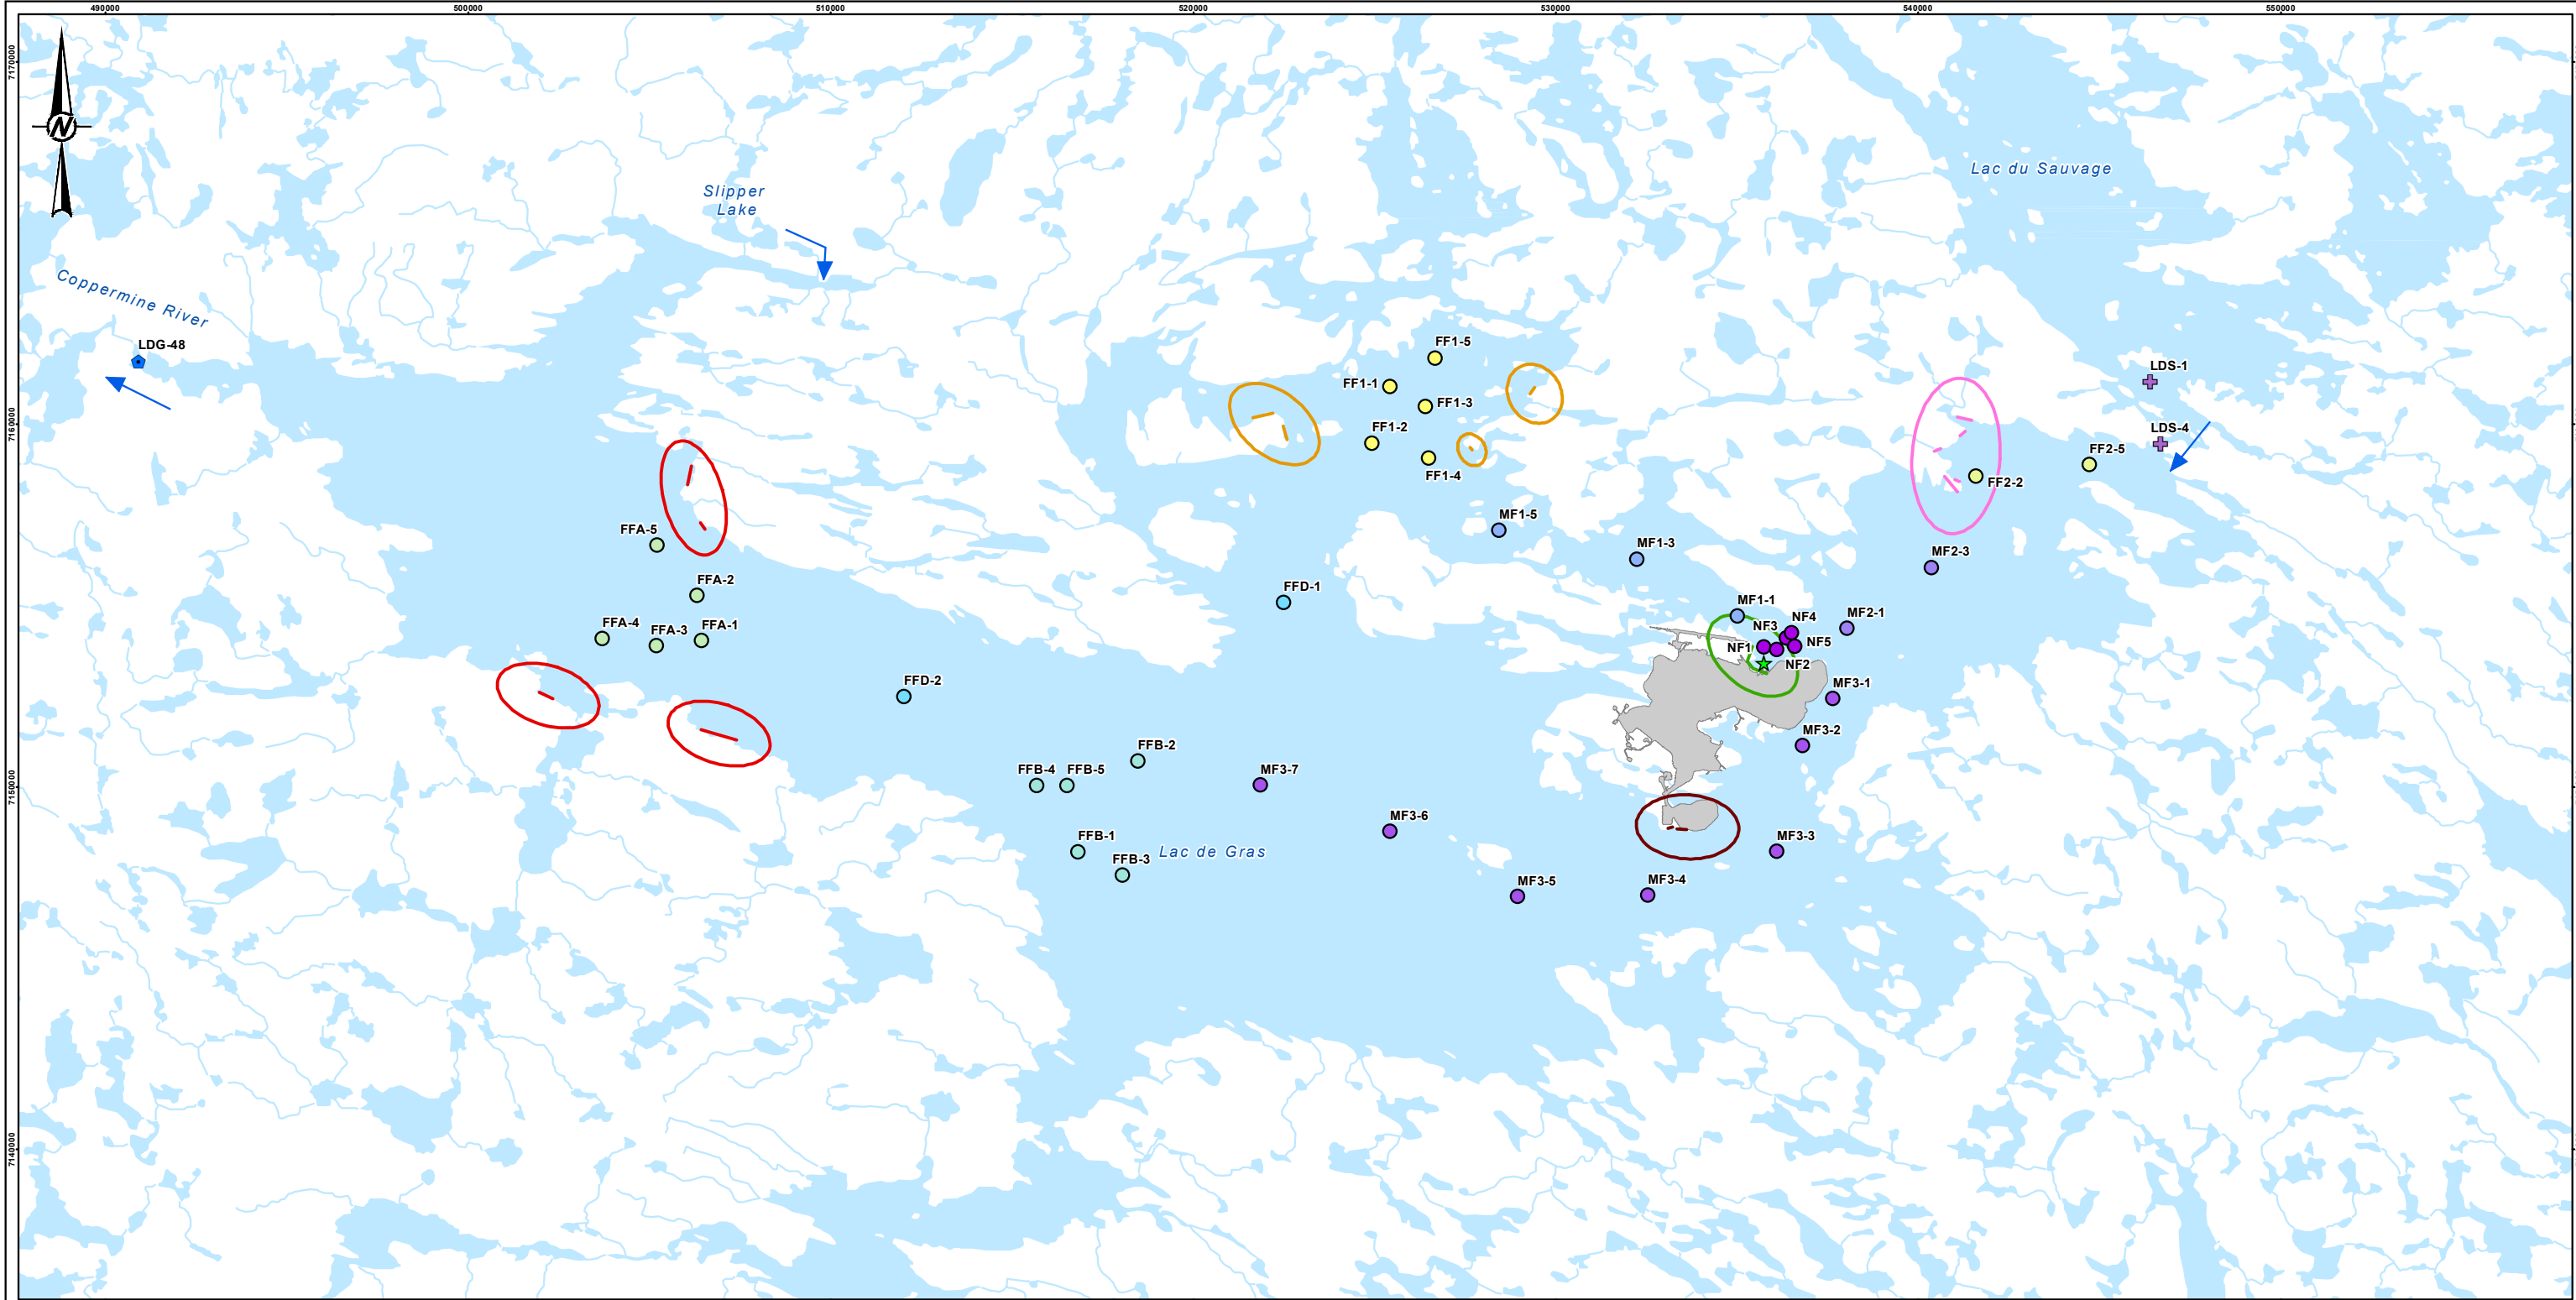 490000
500000
510000
520000
530000
540000
550000
7170000
7160000
7150000
7140000
N
Lac du Sauvage
Slipper
Lake
Coppermine River
LDG-48
FF1-5
LDS-1
FF1-1
FF1-3
FF1-2
LDS-4
FF1-4
FF2-5
FF2-2
MF1-5
FFA-5
MF1-3
MF2-3
FFA-2
FFD-1
MF1-1
MF2-1
NF4
NF3
FFA-4
FFA-3
FFA-1
NF5
NF1
NF2
FFD-2
MF3-1
MF3-2
FFB-2
FFB-4
FFB-5
MF3-7
MF3-6
FFB-1
MF3-3
Lac de Gras
FFB-3
MF3-5
MF3-4